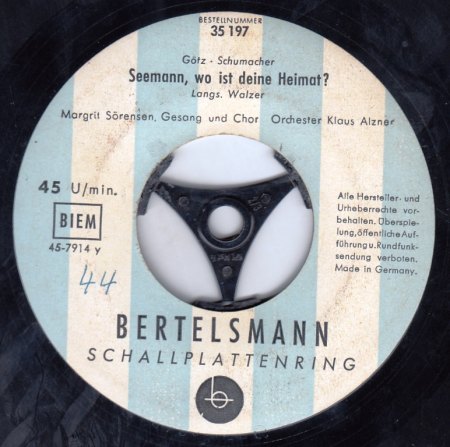 BESTELLNUMMER
35 197
Götz · Schumacher
Seemann, wo ist deine Heimat?
Langs. Walzer
Margrit Sörensen, Gesang und Chor Orchester Klaus Alzner
45 U/min.
BIEM
45-7914 y
44
Alle Hersteller- und
Urheberrechte vor-
behalten. Überspie-
lung, öffentliche Auf-
führung u. Rundfunk-
sendung verboten.
Made in Germany.
BERTELSMANN
SCHALLPLATTENRING